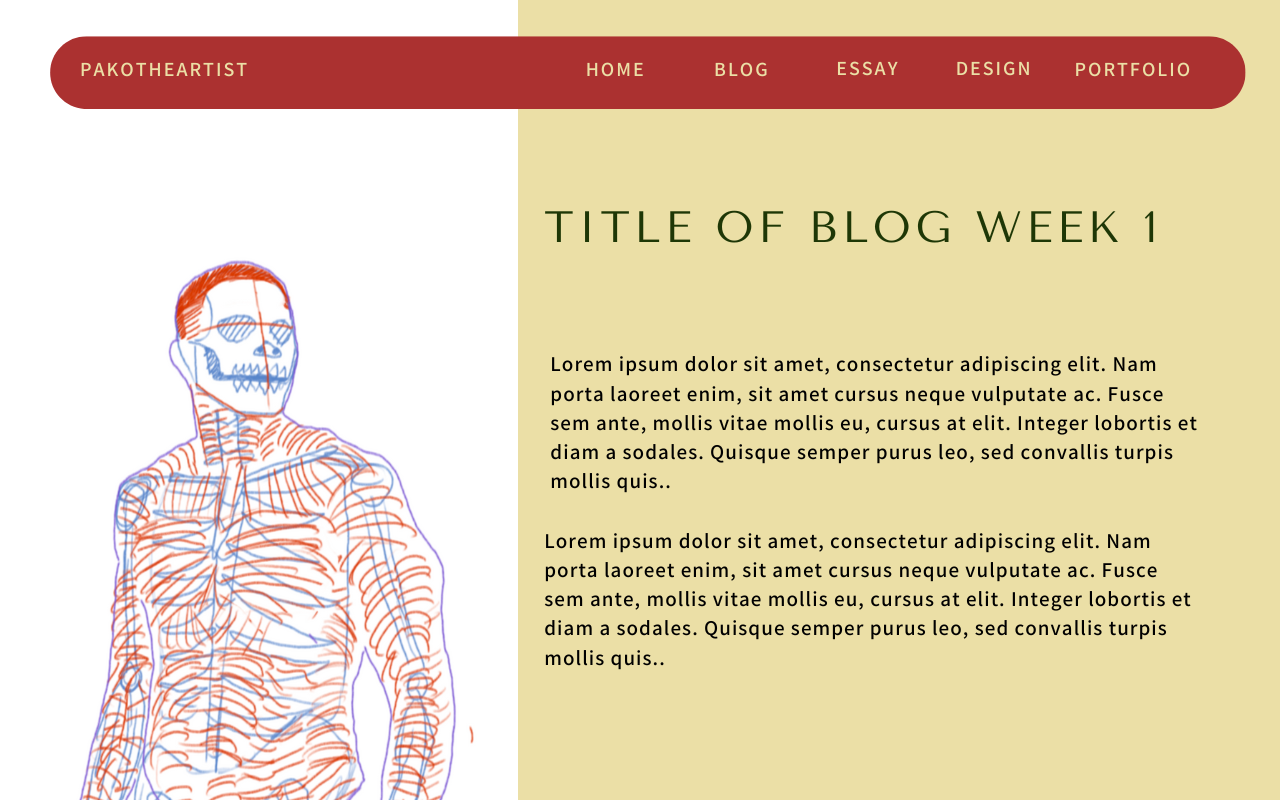 PAKOTHEARTIST HOME BLOG ESSAY DESIGN PORTFOLIO
TITLE OF BLOG WEEK 1
Lorem ipsum dolor sit amet, consectetur adipiscing elit. Nam
porta laoreet enim, sit amet cursus neque vulputate ac. Fusce
sem ante, mollis vitae mollis eu, cursus at elit. Integer lobortis et
diam a sodales. Quisque semper purus leo, sed convallis turpis
mollis quis..
Lorem ipsum dolor sit amet, consectetur adipiscing elit. Nam
porta laoreet enim, sit amet cursus neque vulputate ac. Fusce
sem ante, mollis vitae mollis eu, cursus at elit. Integer lobortis et
diam a sodales. Quisque semper purus leo, sed convallis turpis
mollis quis..